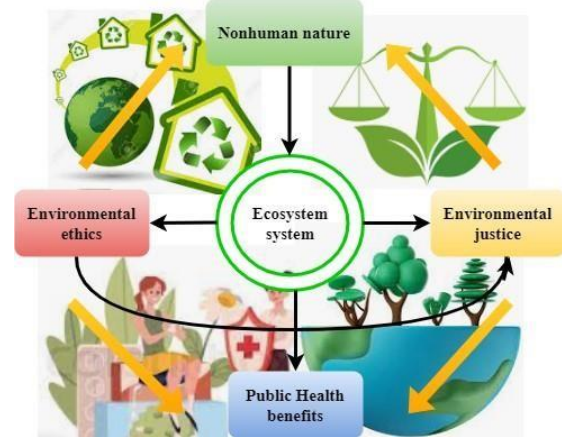 Nonhuman nature
Environmental
ethics
Ecosystem
system
Environmental
justice
Public Health
benefits